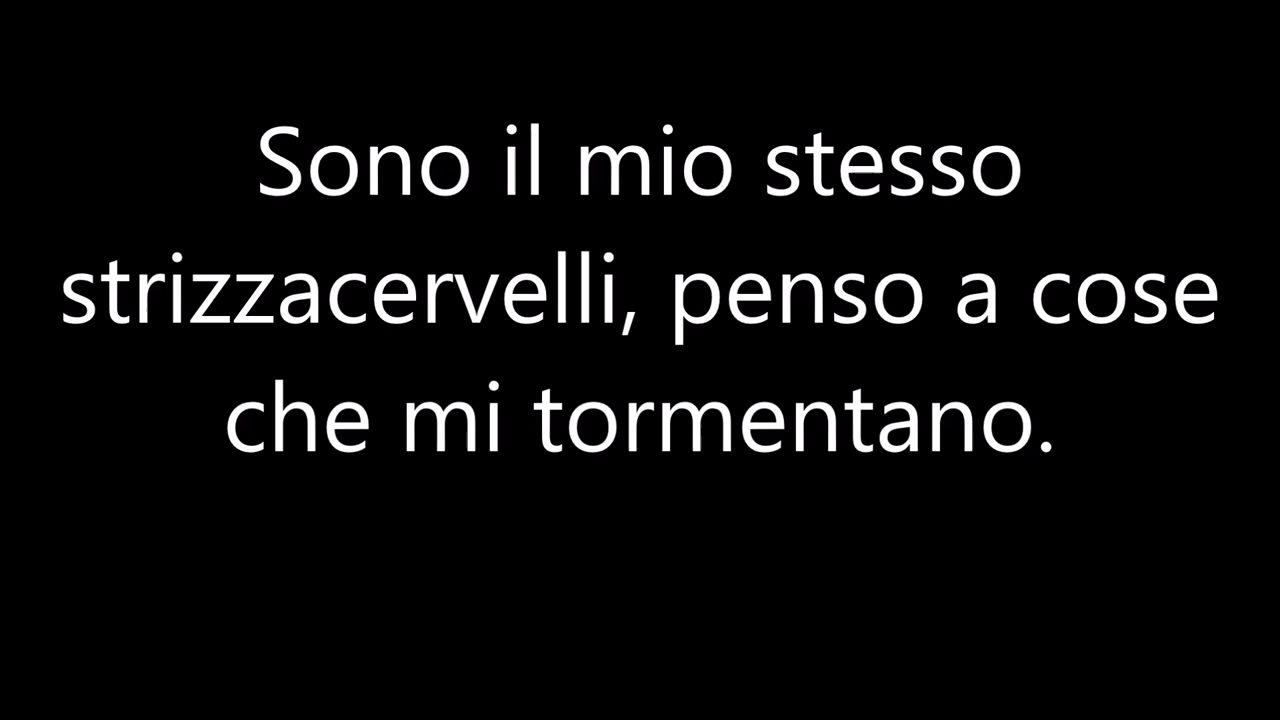 Sono il mio stesso
strizzacervelli, penso a cose
che mi tormentano.